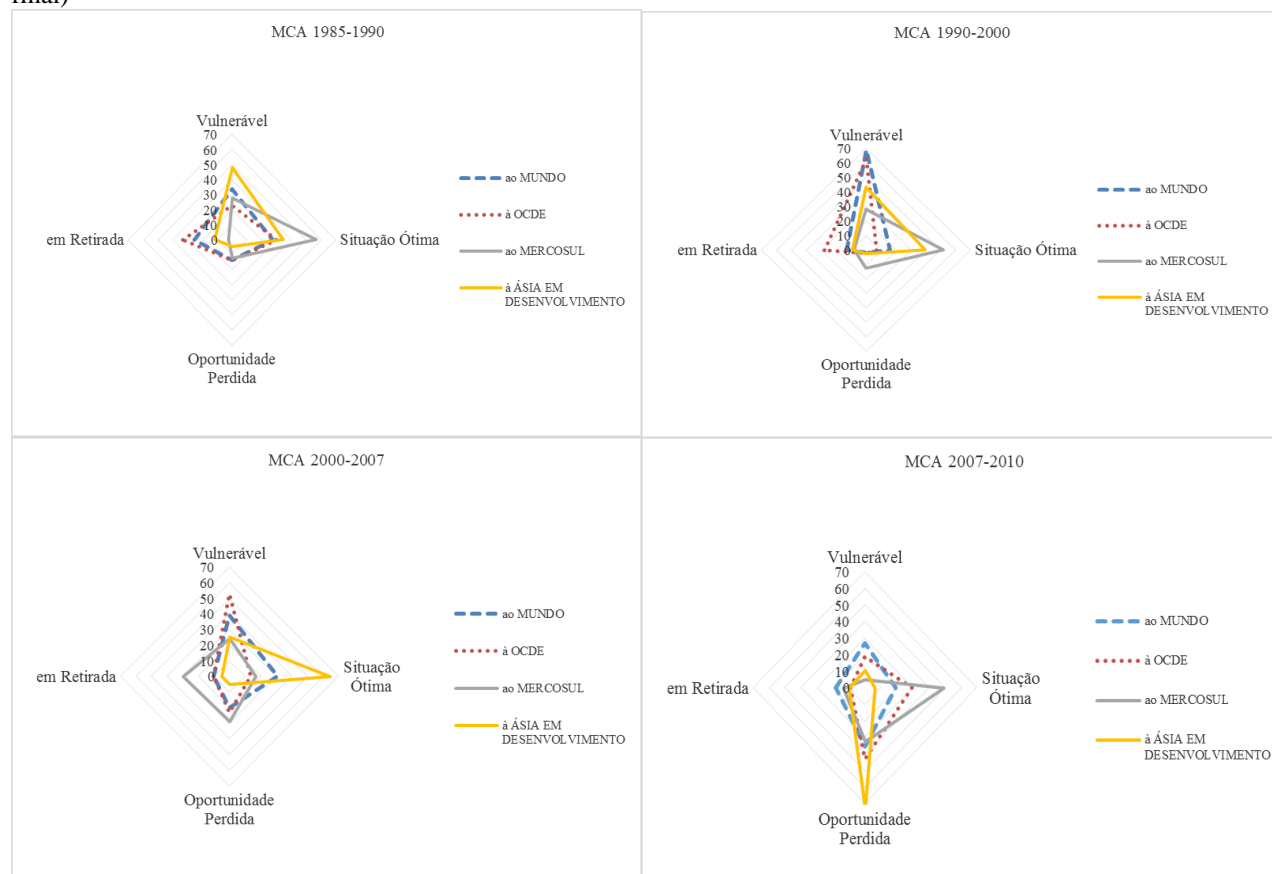 final)
MCA 1985-1990
Vulnerável
70
60
50
40
30
20
10
0
em Retirada
Situação Ótima
Oportunidade
Perdida
ao MUNDO
à OCDE
ao MERCOSUL
à ÁSIA EM
DESENVOLVIMENTO
MCA 1990-2000
Vulnerável
70
60
50
40
30
20
10
0
em Retirada
Situação Ótima
Oportunidade
Perdida
ao MUNDO
à OCDE
ao MERCOSUL
à ÁSIA EM
DESENVOLVIMENTO
MCA 2000-2007
Vulnerável
70
60
50
40
30
20
10
0
em Retirada
Situação
Ótima
Oportunidade
Perdida
ao MUNDO
à OCDE
ao MERCOSUL
à ÁSIA EM
DESENVOLVIMENTO
MCA 2007-2010
Vulnerável
70
60
50
40
30
20
10
0
em Retirada
Situação
Ótima
Oportunidade
Perdida
ao MUNDO
à OCDE
ao MERCOSUL
à ÁSIA EM
DESENVOLVIMENTO